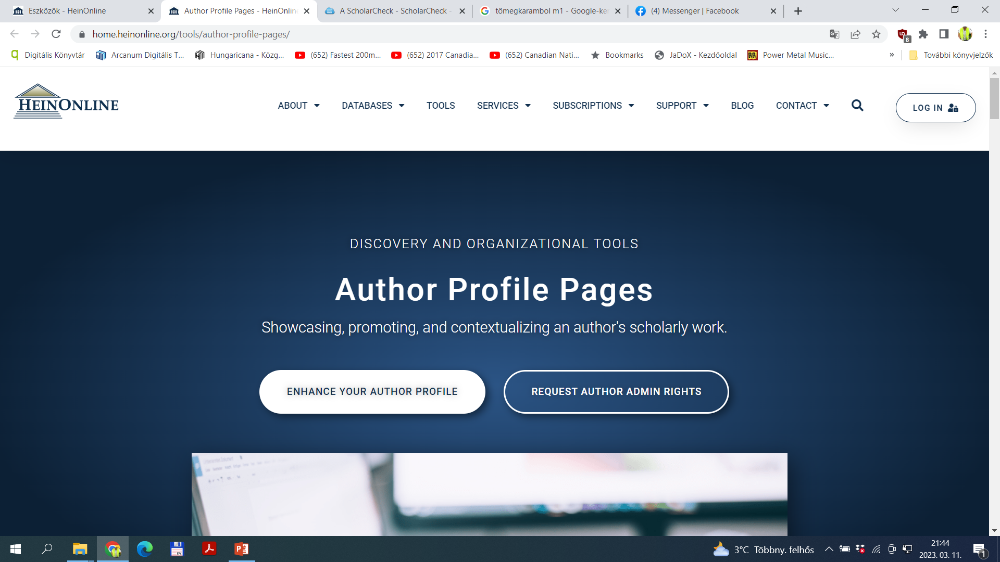 Eszközök - HeinOnline
Author Profile Pages - HeinOnline
A ScholarCheck - ScholarCheck -
tömegkarambol m1 - Google-ker
(4) Messenger | Facebook
home.heinonline.org/tools/author-profile-pages/
8
Digitális Könyvtár
Arcanum Digitális T...
Hungaricana - Közg...
(652) Fastest 200m...
(652) 2017 Canadia...
(652) Canadian Nati...
Bookmarks
JaDoX - Kezdőoldal
Power Metal Music...
»
További könyvjelzők
HEINONLINE
ABOUT
DATABASES
TOOLS
SERVICES
SUBSCRIPTIONS
SUPPORT
BLOG
CONTACT
LOG IN
DISCOVERY AND ORGANIZATIONAL TOOLS
Author Profile Pages
Showcasing, promoting, and contextualizing an author's scholarly work.
ENHANCE YOUR AUTHOR PROFILE
REQUEST AUTHOR ADMIN RIGHTS
3°C Többny. felhős
21:44
2023. 03. 11.
1